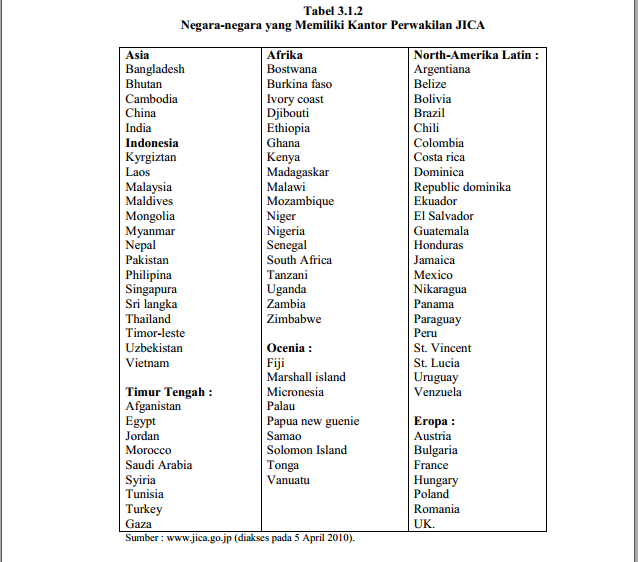 Tabel 3.1.2
Negara-negara yang Memiliki Kantor Perwakilan JICA
Asia
Bangladesh
Bhutan
Cambodia
China
India
Indonesia
Kyrgiztan
Laos
Malaysia
Maldives
Mongolia
Myanmar
Nepal
Pakistan
Philipina
Singapura
Sri langka
Thailand
Timor-leste
Uzbekistan
Vietnam
Timur Tengah :
Afganistan
Egypt
Jordan
Morocco
Saudi Arabia
Syiria
Tunisia
Turkey
Gaza
Afrika
Bostwana
Burkina faso
Ivory coast
Djibouti
Ethiopia
Ghana
Kenya
Madagaskar
Malawi
Mozambique
Niger
Nigeria
Senegal
South Africa
Tanzani
Uganda
Zambia
Zimbabwe
Ocenia :
Fiji
Marshall island
Micronesia
Palau
Papua new guenie
Samao
Solomon Island
Tonga
Vanuatu
North-Amerika Latin :
Argentiana
Belize
Bolivia
Brazil
Chili
Colombia
Costa rica
Dominica
Republic dominika
Ekuador
El Salvador
Guatemala
Honduras
Jamaica
Mexico
Nikaragua
Panama
Paraguay
Peru
St. Vincent
St. Lucia
Uruguay
Venzuela
Eropa :
Austria
Bulgaria
France
Hungary
Poland
Romania
UK.
Sumber : www.jica.go.jp (diakses pada 5 April 2010).